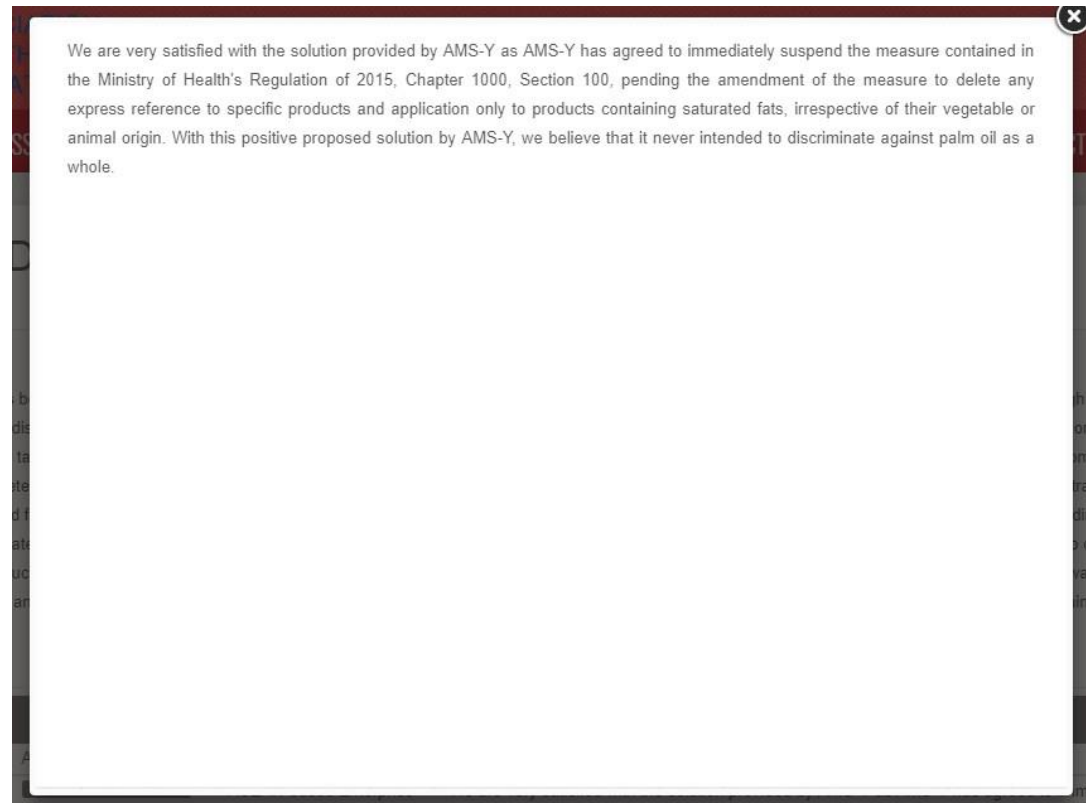 We are very satisfied with the solution provided by AMS-Y as AMS-Y has agreed to immediately suspend the measure contained in
the Ministry of Health's Regulation of 2015, Chapter 1000, Section 100, pending the amendment of the measure to delete any
express reference to specific products and application only to products containing saturated fats, irrespective of their vegetable or
animal origin. With this positive proposed solution by AMS-Y, we believe that it never intended to discriminate against palm oil as a
whole.